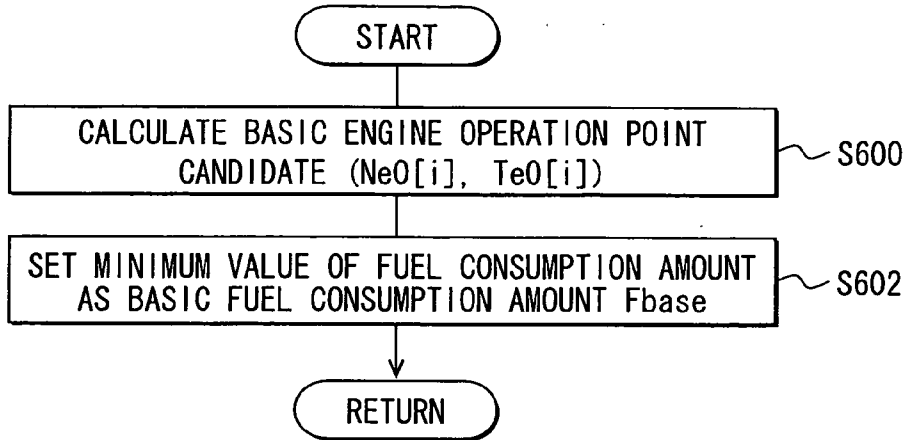 START
CALCULATE BASIC ENGINE OPERATION POINT
CANDIDATE (Ne0[i], Te0[i])
S600
SET MINIMUM VALUE OF FUEL CONSUMPTION AMOUNT
AS BASIC FUEL CONSUMPTION AMOUNT Fbase
S602
RETURN